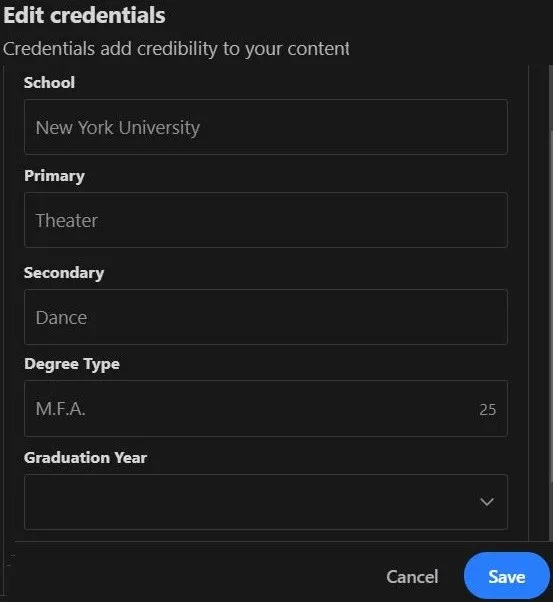 Edit credentials
Credentials add credibility to your content
School
New York University
Primary
Theater
Secondary
Dance
Degree Type
M.F.A. 25
Graduation Year
Cancel Save